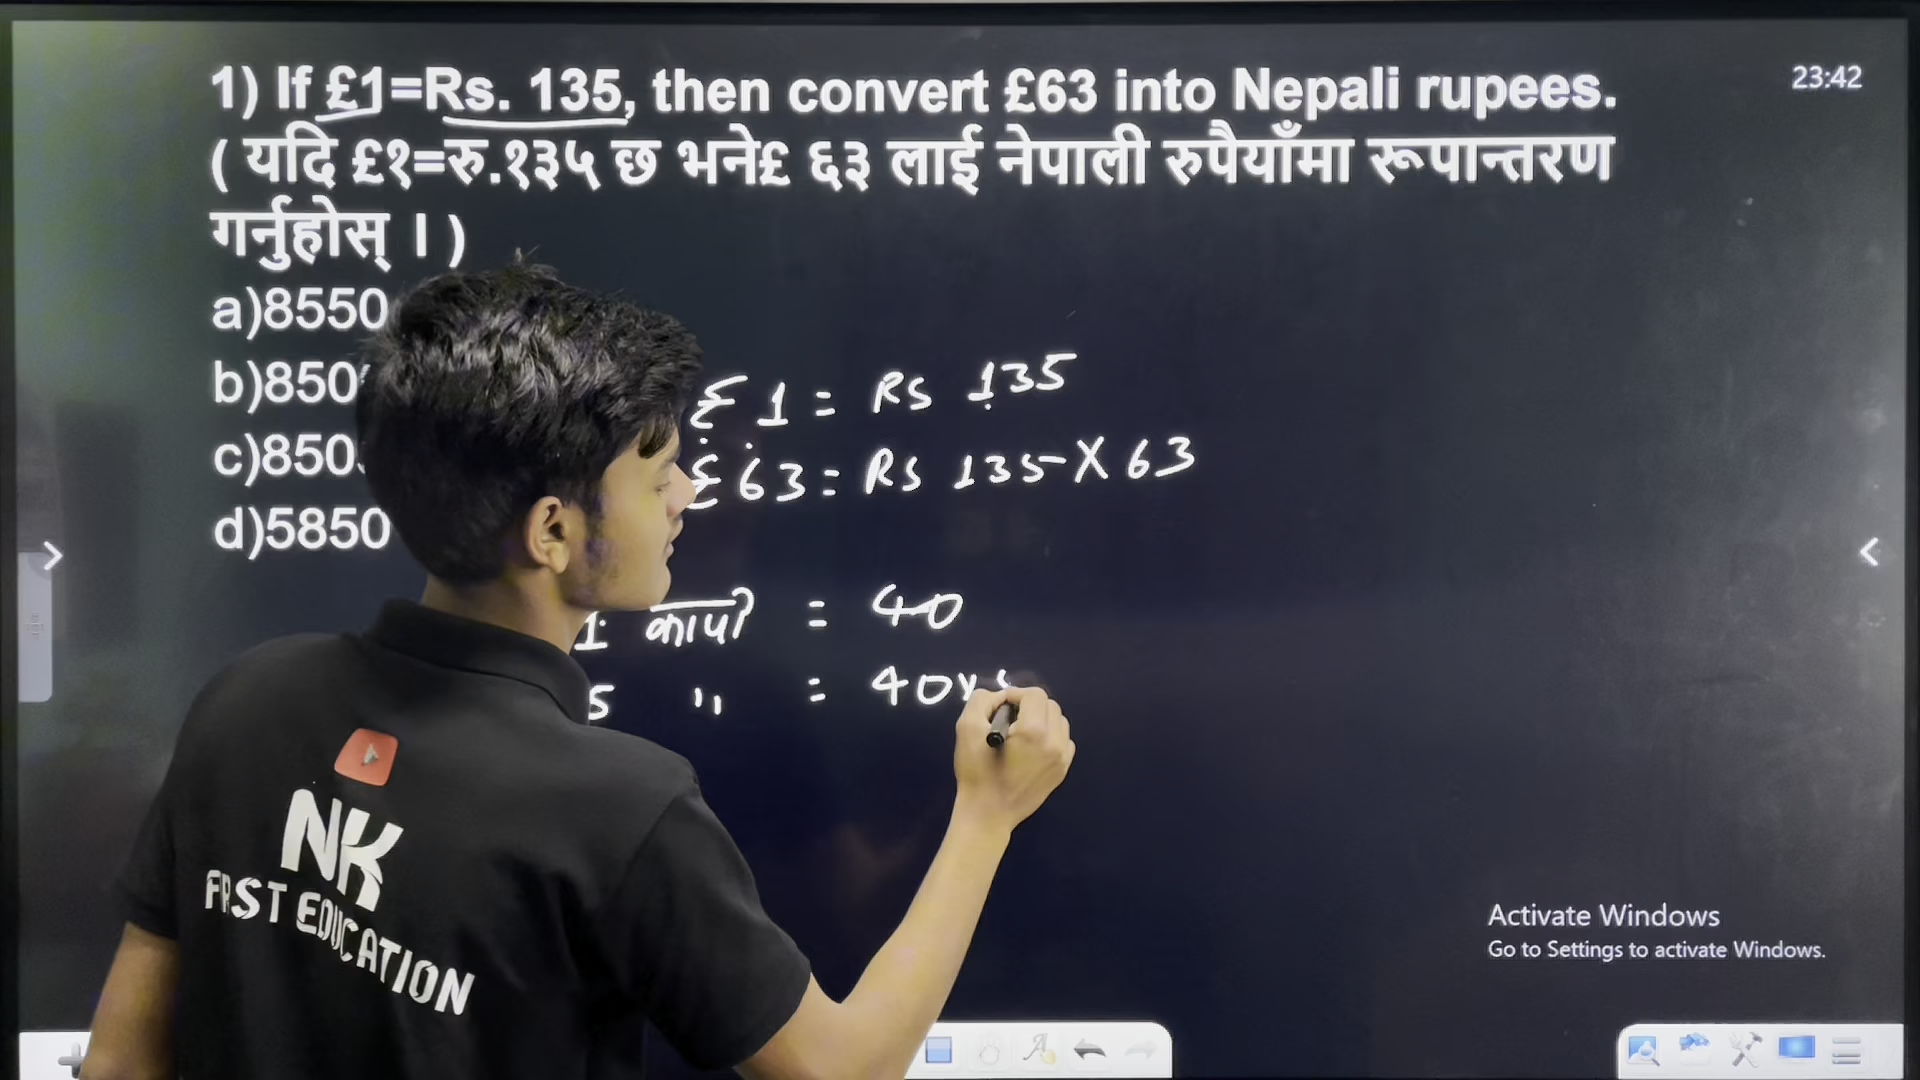 1) If £1=Rs. 135, then convert £63 into Nepali rupees.
( यदि £१=रु.१३५ छ भने£ ६३ लाई नेपाली रुपैयाँमा रूपान्तरण
गर्नुहोस् । )
a)8550
b)850
c)850
d)5850
£ 1 = RS 135
£ 63 = RS 135 X 63
1 कापी = 40
5 " = 40x
23:42
NK
FIRST EDUCATION
Activate Windows
Go to Settings to activate Windows.